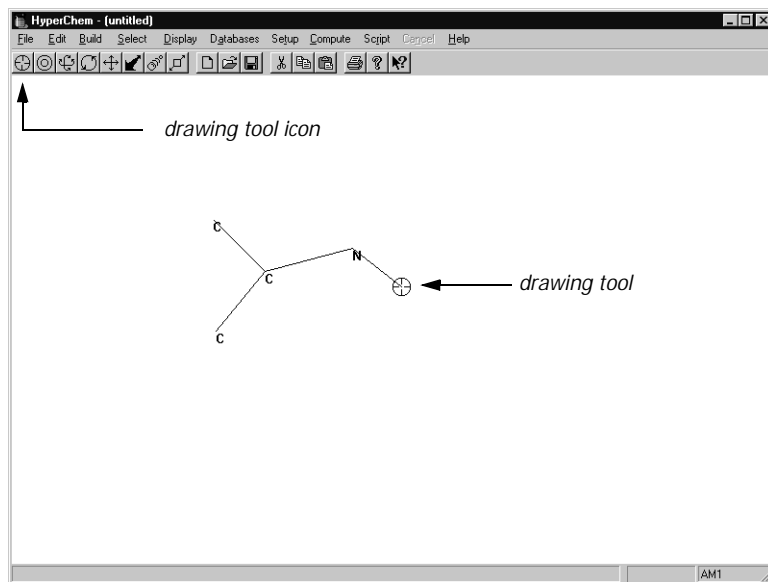 HyperChem - (untitled)
File Edit Build Select Display Databases Setup Compute Script Cancel Help
drawing tool icon
C
N
C
drawing tool
C
AM1